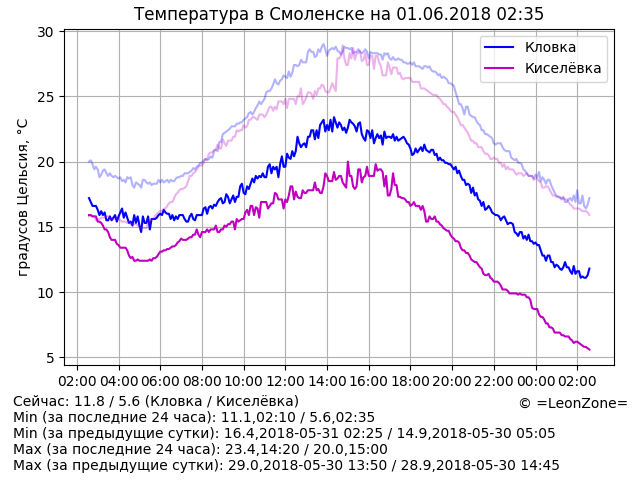 Температура в Смоленске на 01.06.2018 02:35
градусов Цельсия, °C
30
25
20
15
10
5
Кловка
Киселёвка
02:00 04:00 06:00 08:00 10:00 12:00 14:00 16:00 18:00 20:00 22:00 00:00 02:00
Сейчас: 11.8 / 5.6 (Кловка / Киселёвка)
© =LeonZone=
Min (за последние 24 часа): 11.1,02:10 / 5.6,02:35
Min (за предыдущие сутки): 16.4,2018-05-31 02:25 / 14.9,2018-05-30 05:05
Max (за последние 24 часа): 23.4,14:20 / 20.0,15:00
Max (за предыдущие сутки): 29.0,2018-05-30 13:50 / 28.9,2018-05-30 14:45